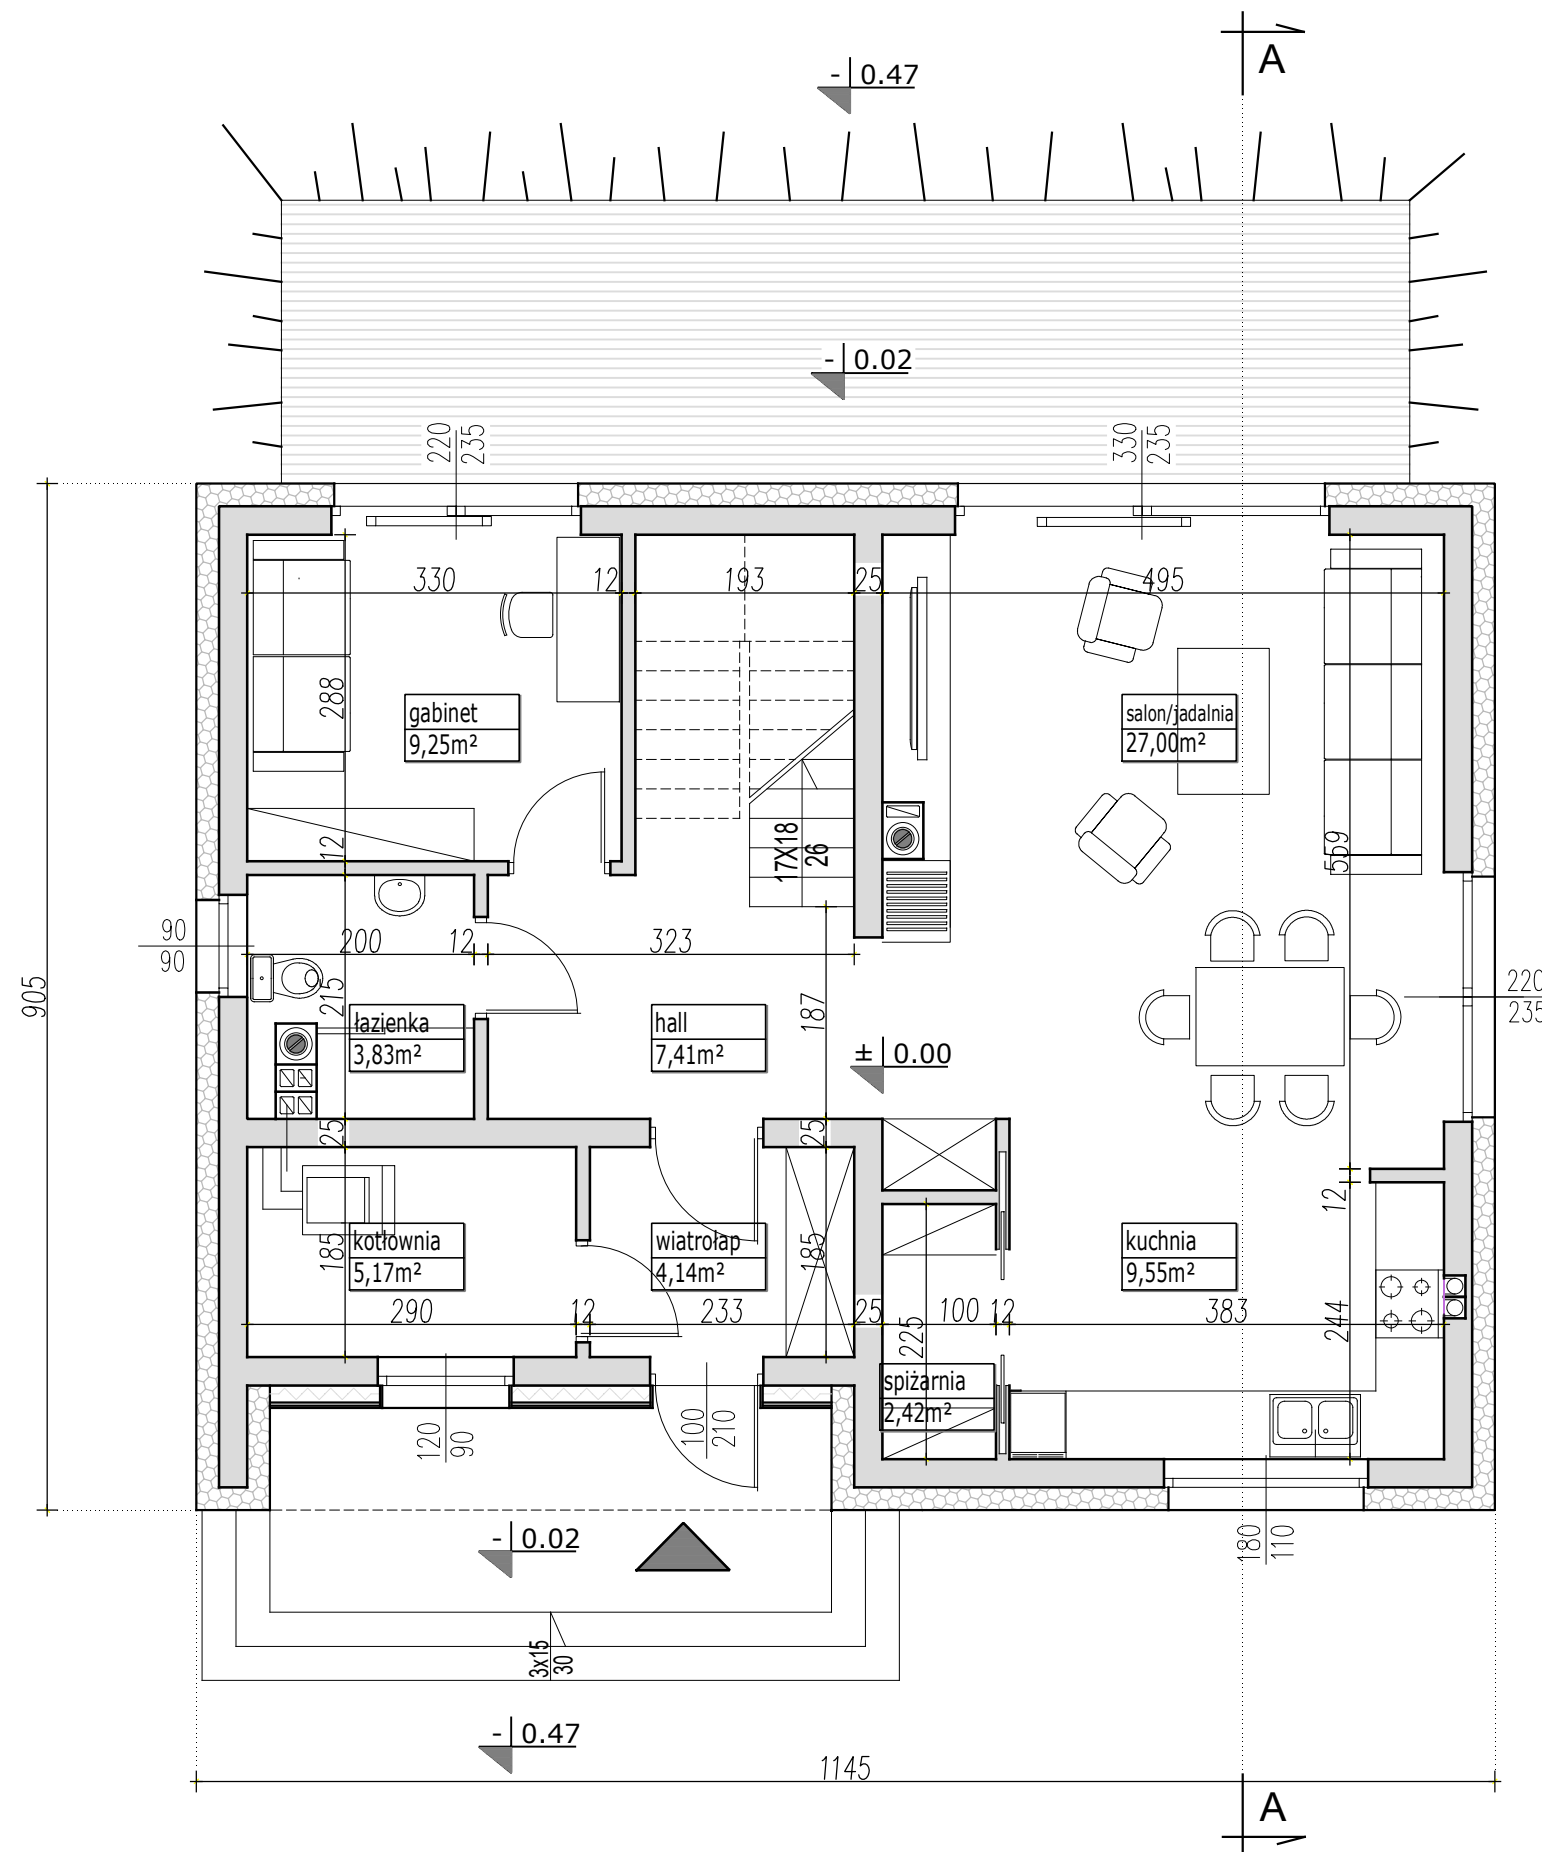 A
- 0.47
- 0.02
220
235
330
235
330
12
193
25
495
288
gabinet
9,25m²
salon/jadalnia
27,00m²
12
17X18
26
559
90
90
200
12
323
215
187
220
235
905
łazienka
3,83m²
hall
7,41m²
± 0.00
25
25
12
kotłownia
5,17m²
185
wiatrołap
4,14m²
185
kuchnia
9,55m²
290
12
233
25
100
12
383
225
244
spiżarnia
2,42m²
120
90
100
210
180
110
- 0.02
3x15
30
- 0.47
1145
A